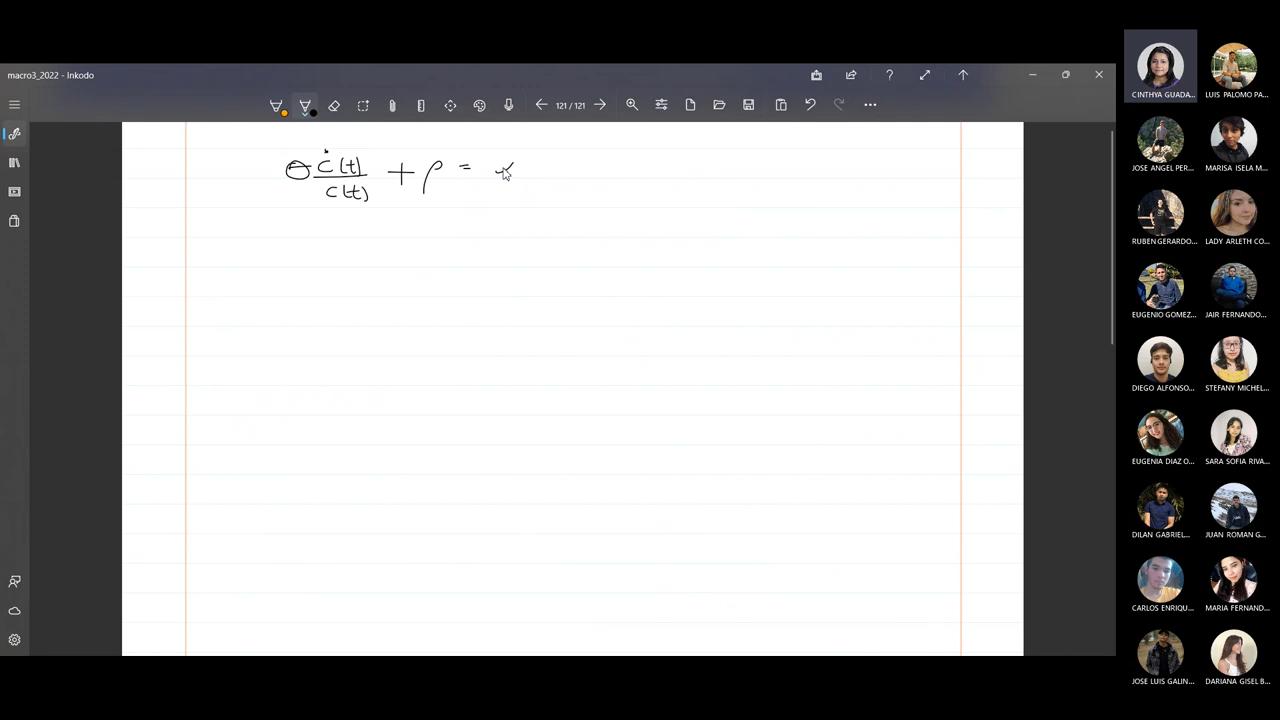 macro3_2022 - Inkodo
121 / 121
θ ċ(t) / c(t) + ρ =
CINTHYA GUADA...
LUIS PALOMO PA...
JOSE ANGEL PER...
MARISA ISELA M...
RUBEN GERARDO...
LADY ARLETH CO...
EUGENIO GOMEZ...
JAIR FERNANDO...
DIEGO ALFONSO...
STEFANY MICHEL...
EUGENIA DIAZ O...
SARA SOFIA RIVA...
DILAN GABRIEL...
JUAN ROMAN G...
CARLOS ENRIQU...
MARIA FERNAND...
JOSE LUIS GALIN...
DARIANA GISEL B...